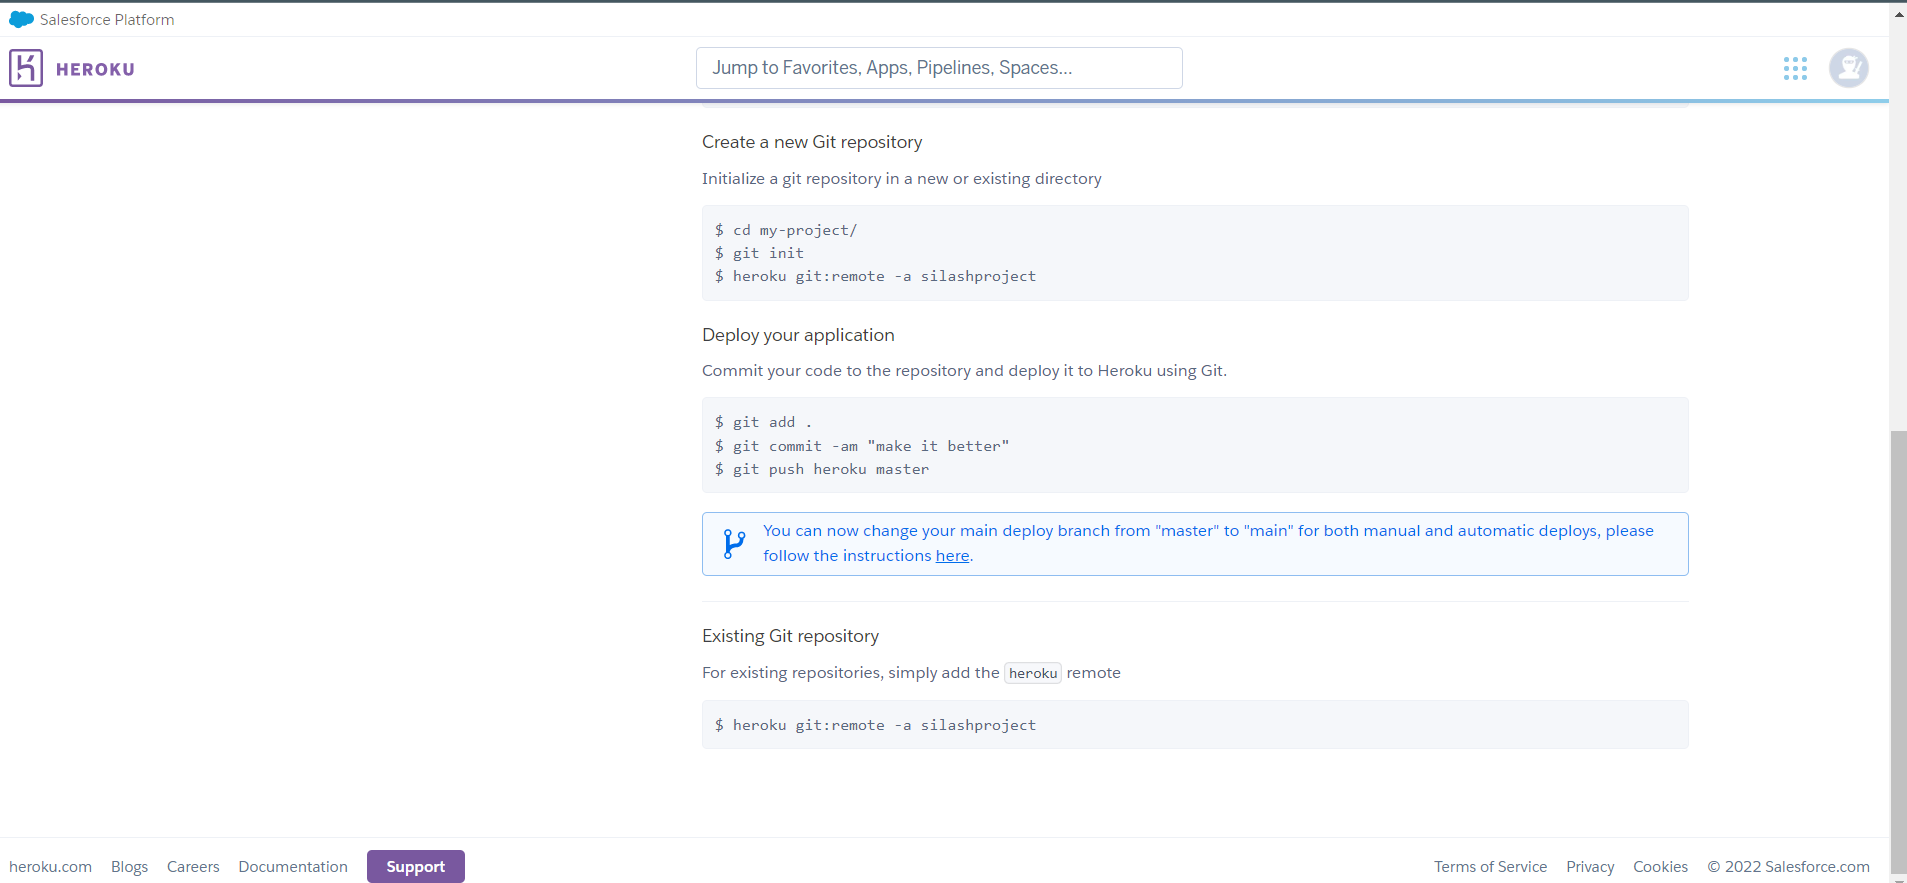 Salesforce Platform
HEROKU
Jump to Favorites, Apps, Pipelines, Spaces...
Create a new Git repository
Initialize a git repository in a new or existing directory
$ cd my-project/
$ git init
$ heroku git:remote -a silashproject
Deploy your application
Commit your code to the repository and deploy it to Heroku using Git.
$ git add .
$ git commit -am "make it better"
$ git push heroku master
You can now change your main deploy branch from "master" to "main" for both manual and automatic deploys, please
follow the instructions here.
Existing Git repository
For existing repositories, simply add the heroku remote
$ heroku git:remote -a silashproject
heroku.com Blogs Careers Documentation Support Terms of Service Privacy Cookies © 2022 Salesforce.com